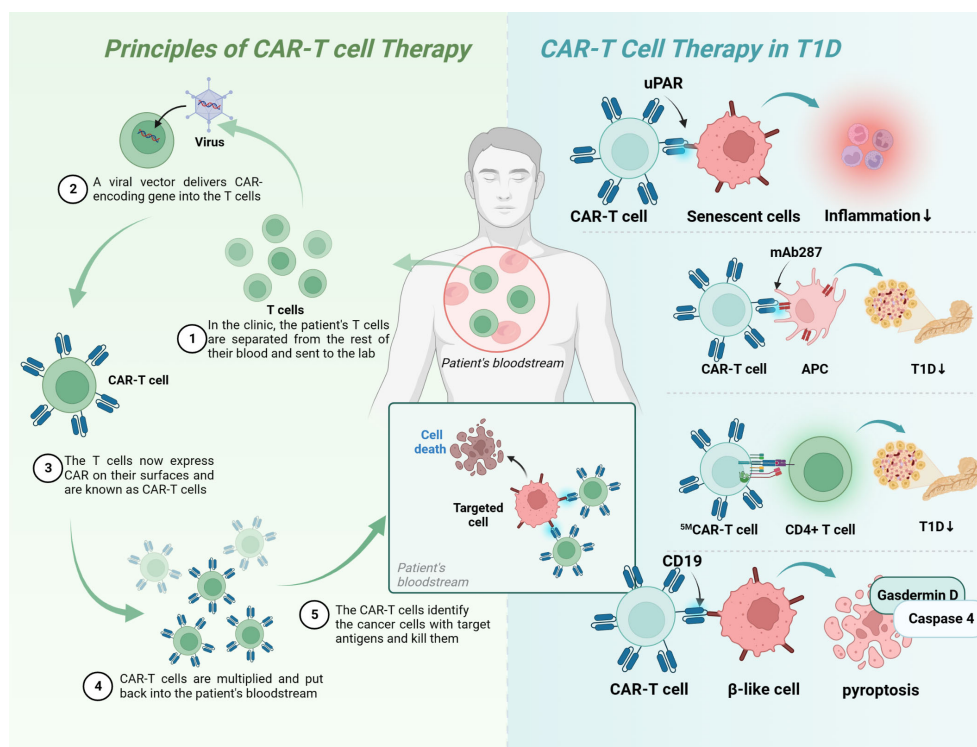 Principles of CAR-T cell Therapy
Virus
2
A viral vector delivers CAR-
encoding gene into the T cells
T cells
1
In the clinic, the patient's T cells
are separated from the rest of
their blood and sent to the lab
CAR-T cell
3
The T cells now express
CAR on their surfaces and
are known as CAR-T cells
4
CAR-T cells are multiplied and put
back into the patient's bloodstream
5
The CAR-T cells identify
the cancer cells with target
antigens and kill them
Patient's bloodstream
Cell
death
Targeted
cell
Patient's
bloodstream
CAR-T Cell Therapy in T1D
uPAR
CAR-T cell
Senescent cells
Inflammation↓
mAb287
CAR-T cell
APC
T1D↓
5MCAR-T cell
CD4+ T cell
T1D↓
CD19
Gasdermin D
Caspase 4
CAR-T cell
β-like cell
pyroptosis